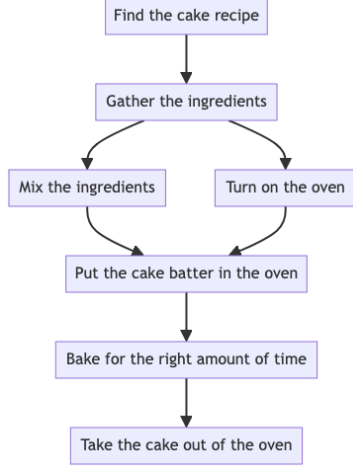 Find the cake recipe
Gather the ingredients
Mix the ingredients
Turn on the oven
Put the cake batter in the oven
Bake for the right amount of time
Take the cake out of the oven